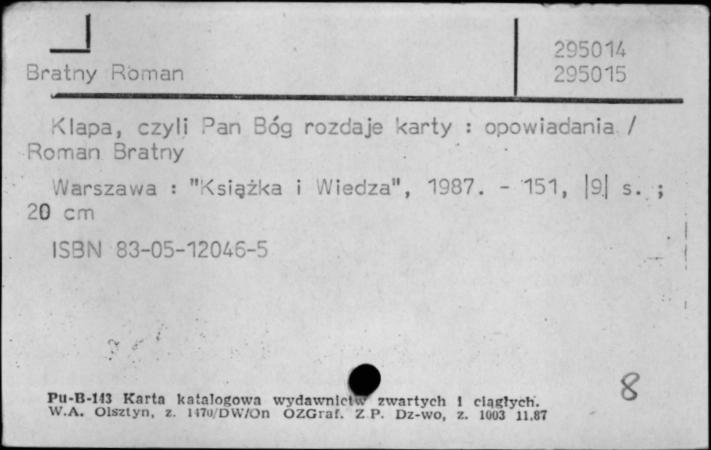 295014
Bratny Roman 295015
Klapa, czyli Pan Bóg rozdaje karty : opowiadania /
Roman Bratny
Warszawa : "Książka i Wiedza", 1987. - 151, |9| s. ;
20 cm
ISBN 83-05-12046-5
8
Pu-B-143 Karta katalogowa wydawnictw zwartych i ciągłych.
W.A. Olsztyn, z. 1470/DW/On OZGraf. Z.P. Dz-wo, z. 1003 11.87